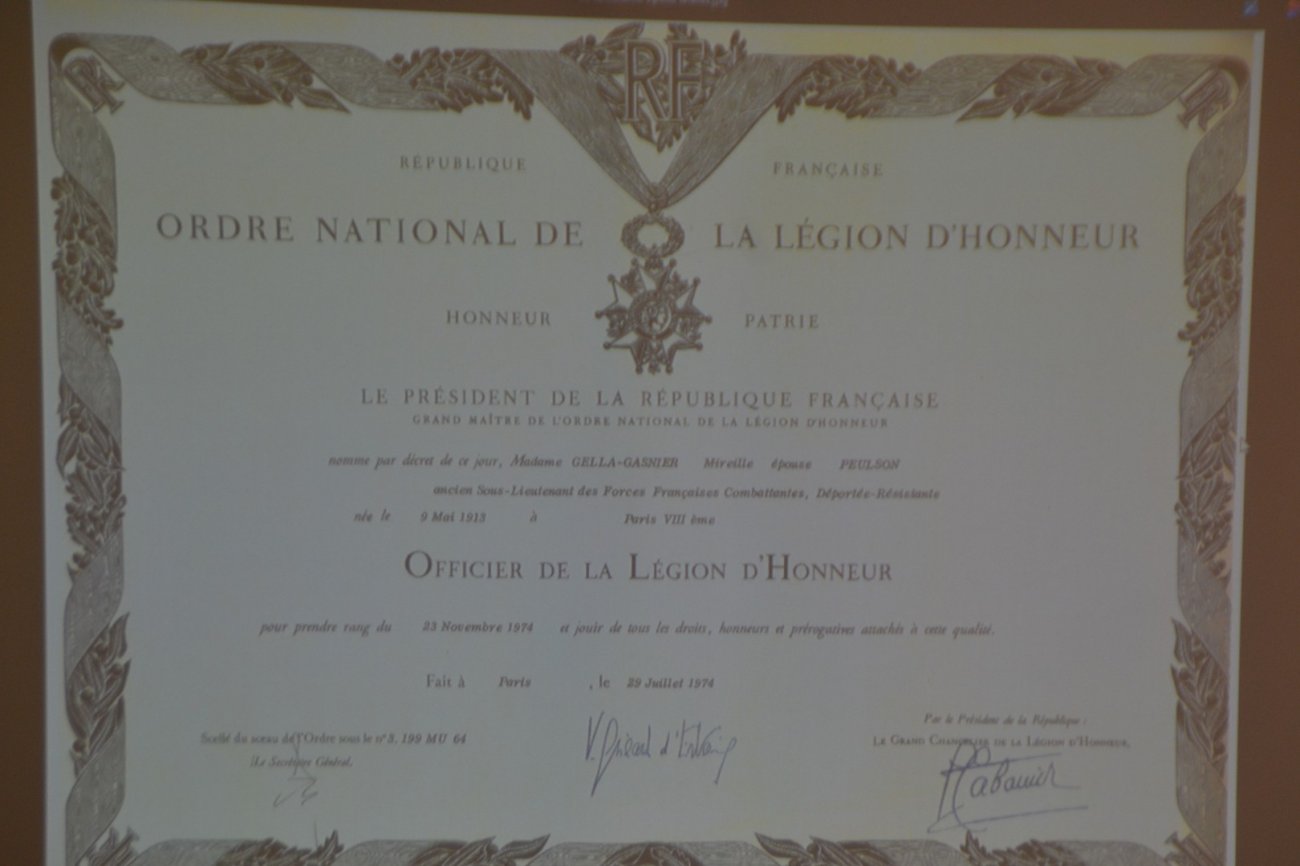 RF
RÉPUBLIQUE FRANÇAISE
ORDRE NATIONAL DE LA LÉGION D'HONNEUR
HONNEUR PATRIE
LE PRÉSIDENT DE LA RÉPUBLIQUE FRANÇAISE
GRAND MAÎTRE DE L'ORDRE NATIONAL DE LA LÉGION D'HONNEUR
nomme par décret de ce jour, Madame GELLA-GASNIER Mireille épouse PEULSON
ancien Sous-Lieutenant des Forces Françaises Combattantes, Déportée-Résistante
née le 9 Mai 1913 à Paris VIII ème
OFFICIER DE LA LÉGION D'HONNEUR
pour prendre rang du 23 Novembre 1974 et jouir de tous les droits, honneurs et prérogatives attachés à cette qualité.
Fait à Paris , le 29 Juillet 1974
Par le Président de la République :
Scellé du sceau de l'Ordre sous le n° 3. 199 MU 64
LE GRAND CHANCELIER DE LA LÉGION D'HONNEUR,
Le Secrétaire Général,